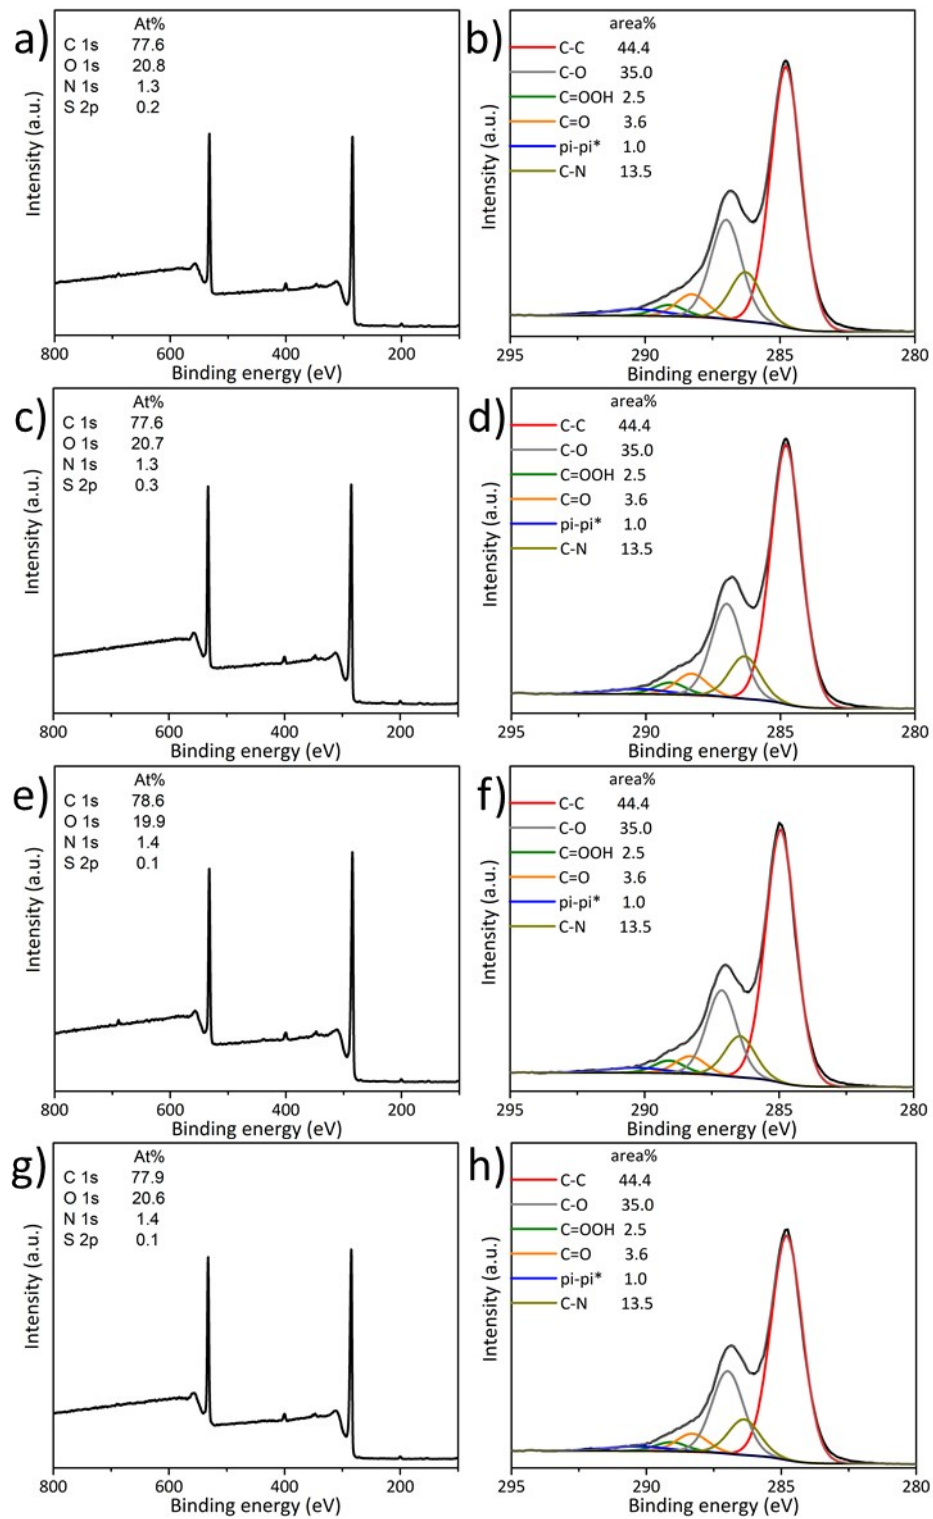 a)
At%
C 1s 77.6
O 1s 20.8
N 1s 1.3
S 2p 0.2
Intensity (a.u.)
800 600 400 200
Binding energy (eV)
b)
area%
C-C 44.4
C-O 35.0
C=OOH 2.5
C=O 3.6
pi-pi* 1.0
C-N 13.5
Intensity (a.u.)
295 290 285 280
Binding energy (eV)
c)
At%
C 1s 77.6
O 1s 20.7
N 1s 1.3
S 2p 0.3
Intensity (a.u.)
800 600 400 200
Binding energy (eV)
d)
area%
C-C 44.4
C-O 35.0
C=OOH 2.5
C=O 3.6
pi-pi* 1.0
C-N 13.5
Intensity (a.u.)
295 290 285 280
Binding energy (eV)
e)
At%
C 1s 78.6
O 1s 19.9
N 1s 1.4
S 2p 0.1
Intensity (a.u.)
800 600 400 200
Binding energy (eV)
f)
area%
C-C 44.4
C-O 35.0
C=OOH 2.5
C=O 3.6
pi-pi* 1.0
C-N 13.5
Intensity (a.u.)
295 290 285 280
Binding energy (eV)
g)
At%
C 1s 77.9
O 1s 20.6
N 1s 1.4
S 2p 0.1
Intensity (a.u.)
800 600 400 200
Binding energy (eV)
h)
area%
C-C 44.4
C-O 35.0
C=OOH 2.5
C=O 3.6
pi-pi* 1.0
C-N 13.5
Intensity (a.u.)
295 290 285 280
Binding energy (eV)